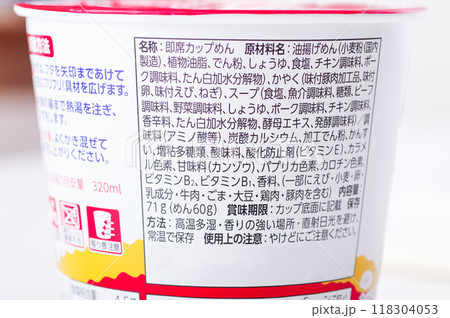 名称：即席カップめん　原材料名：油揚げめん（小麦粉（国内
製造）、植物油脂、でん粉、しょうゆ、食塩、チキン調味料、ポー
ク調味料、たん白加水分解物）、かやく（味付豚肉加工品、味付
卵、味付えび、ねぎ）、スープ（食塩、魚介調味料、糖類、ビーフ
調味料、野菜調味料、しょうゆ、ポーク調味料、チキン調味料、
香辛料、たん白加水分解物、酵母エキス、発酵調味料）／調
味料（アミノ酸等）、炭酸カルシウム、加工でん粉、かんす
い、増粘多糖類、酸味料、酸化防止剤（ビタミンE）、カラメ
ル色素、甘味料（カンゾウ）、パプリカ色素、カロチン色素、
ビタミンB₂、ビタミンB₁、香料、（一部にえび・小麦・卵・
乳成分・牛肉・ごま・大豆・鶏肉・豚肉を含む）　内容量：
71g（めん60g）　賞味期限：カップ底面に記載　保存
方法：高温多湿・香りの強い場所・直射日光を避け、
常温で保存　使用上の注意：やけどにご注意ください。
フタを矢印まであけて
具材を広げます。
まで熱湯を注ぎ、
ます。
よくかき混ぜて
ください。
目安量　320ml
移り香注意
118304053